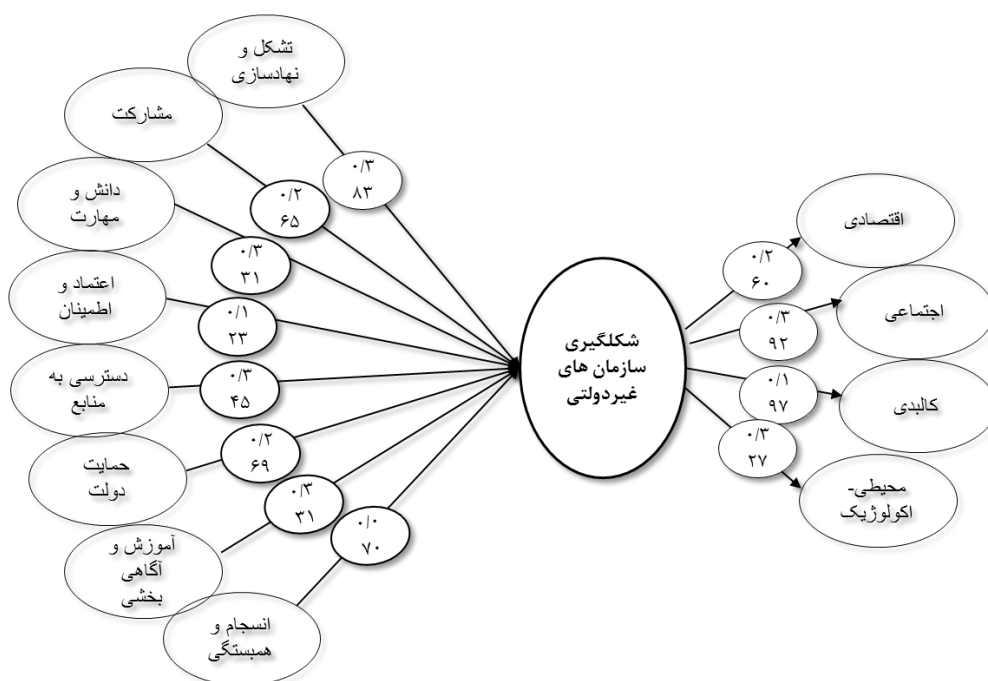 تشکل و
نهادسازی
مشارکت
دانش و
مهارت
اعتماد و
اطمینان
دسترسی به
منابع
حمایت
دولت
آموزش و
آگاهی
بخشی
انسجام و
همبستگی
۰/۳
۸۳
۰/۲
۶۵
۰/۳
۳۱
۰/۱
۲۳
۰/۳
۴۵
۰/۲
۶۹
۰/۳
۳۱
۰/۰
۷۰
شکلگیری
سازمان های
غیردولتی
۰/۲
۶۰
۰/۳
۹۲
۰/۱
۹۷
۰/۳
۲۷
اقتصادی
اجتماعی
کالبدی
محیطی-
اکولوژیک